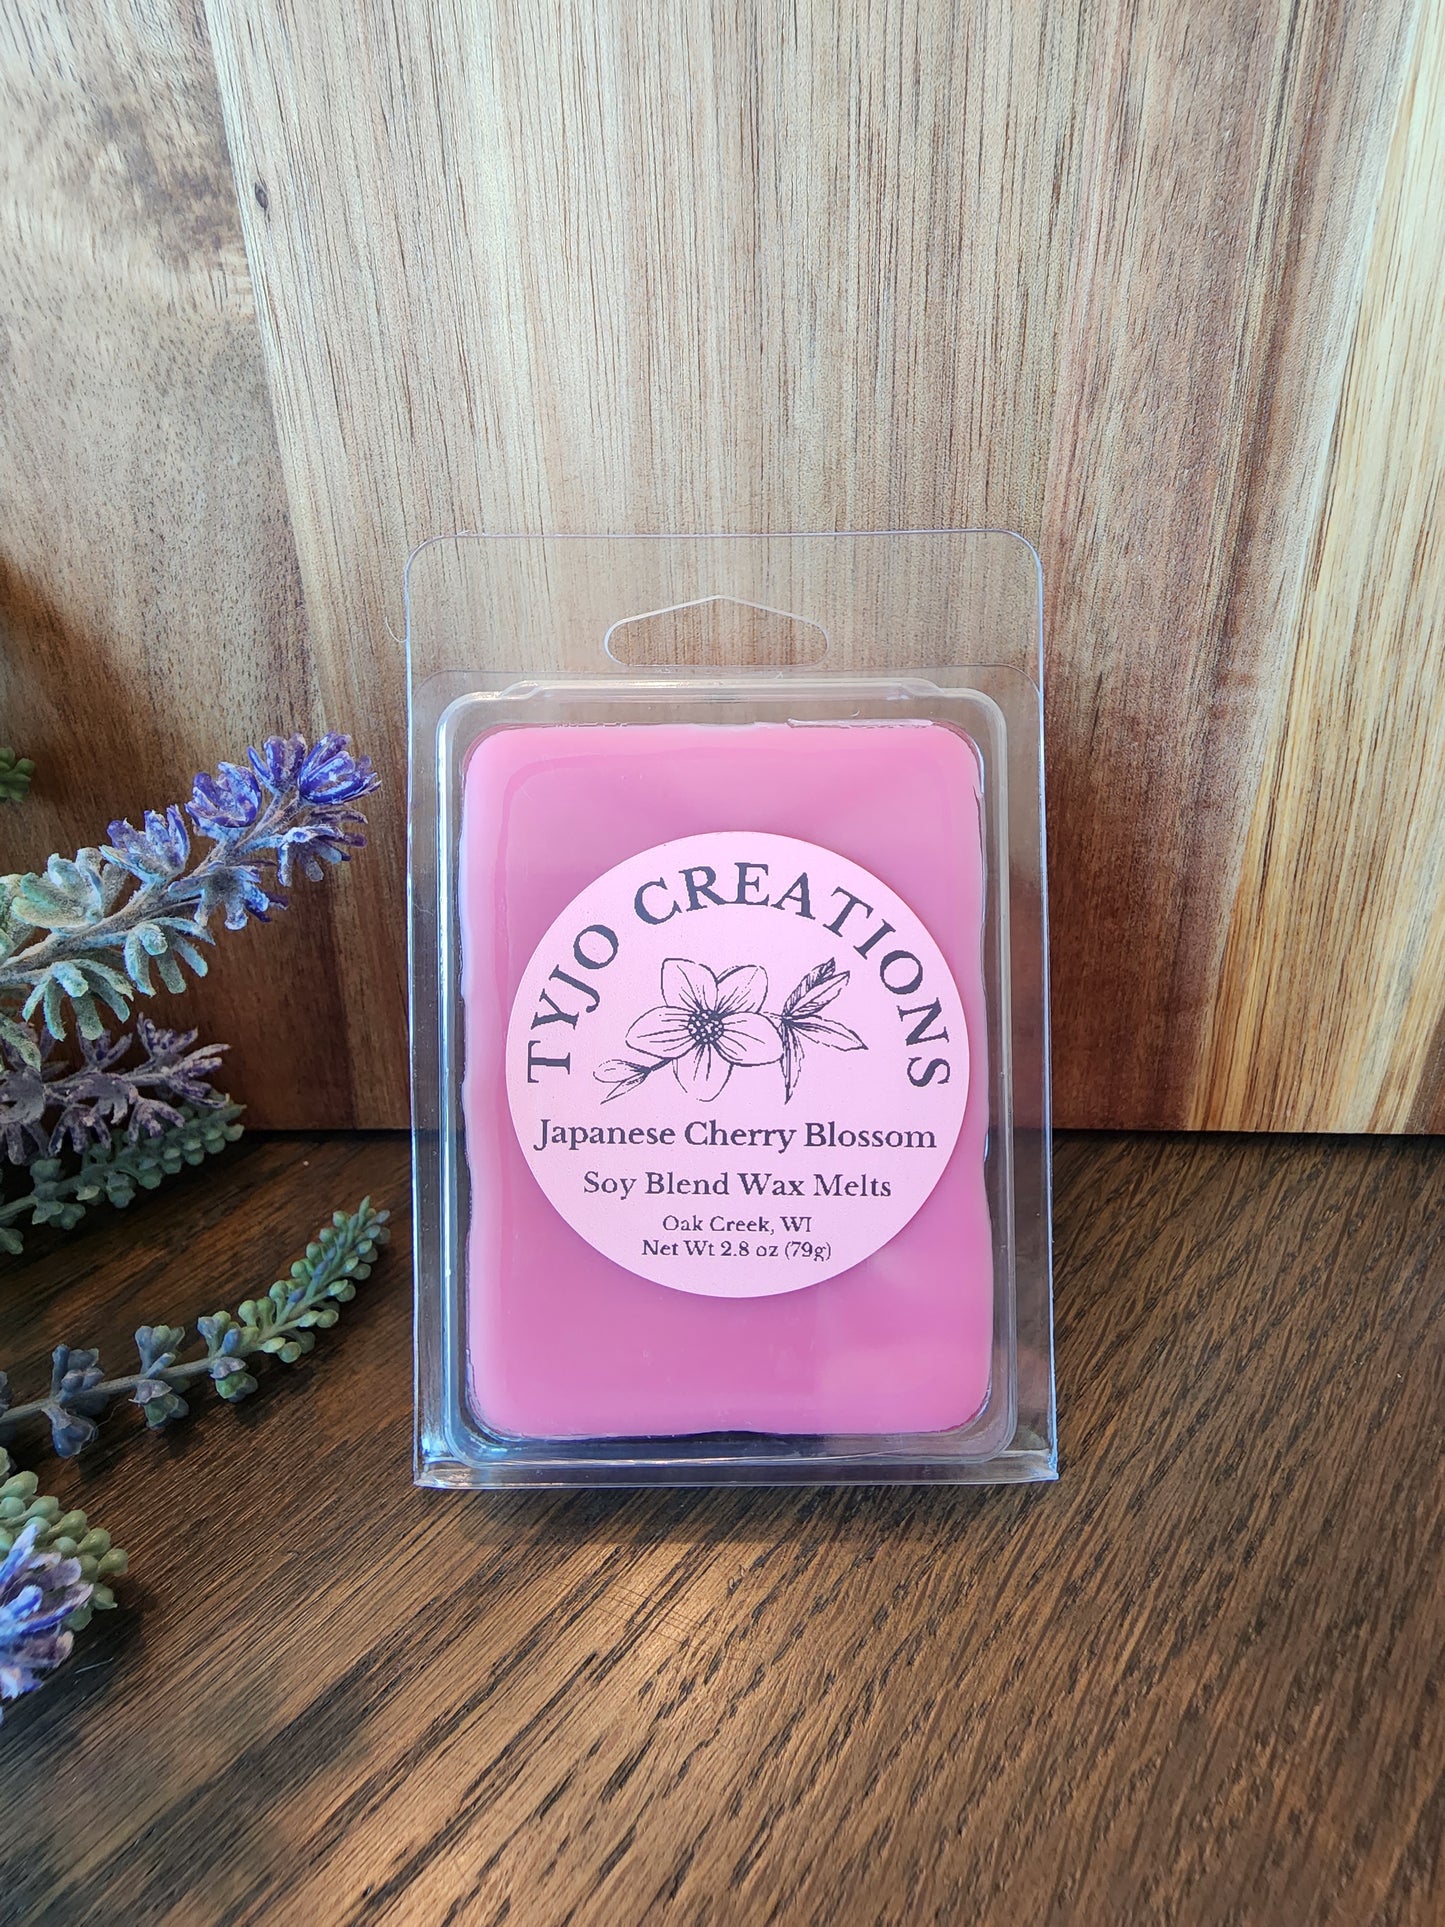 TYJO CREATIONS
Japanese Cherry Blossom
Soy Blend Wax Melts
Oak Creek, WI
Net Wt 2.8 oz (79g)